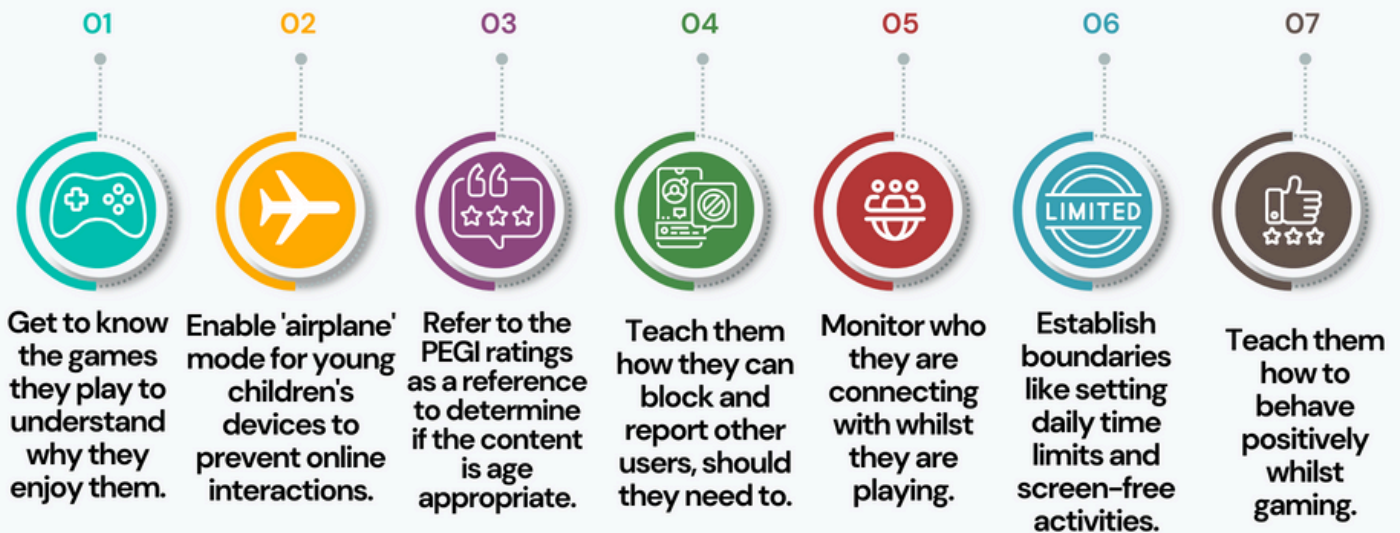 01
Get to know
the games
they play to
understand
why they
enjoy them.
02
Enable 'airplane'
mode for young
children's
devices to
prevent online
interactions.
03
Refer to the
PEGI ratings
as a reference
to determine
if the content
is age
appropriate.
04
Teach them
how they can
block and
report other
users, should
they need to.
05
Monitor who
they are
connecting
with whilst
they are
playing.
06
LIMITED
Establish
boundaries
like setting
daily time
limits and
screen-free
activities.
07
Teach them
how to
behave
positively
whilst
gaming.